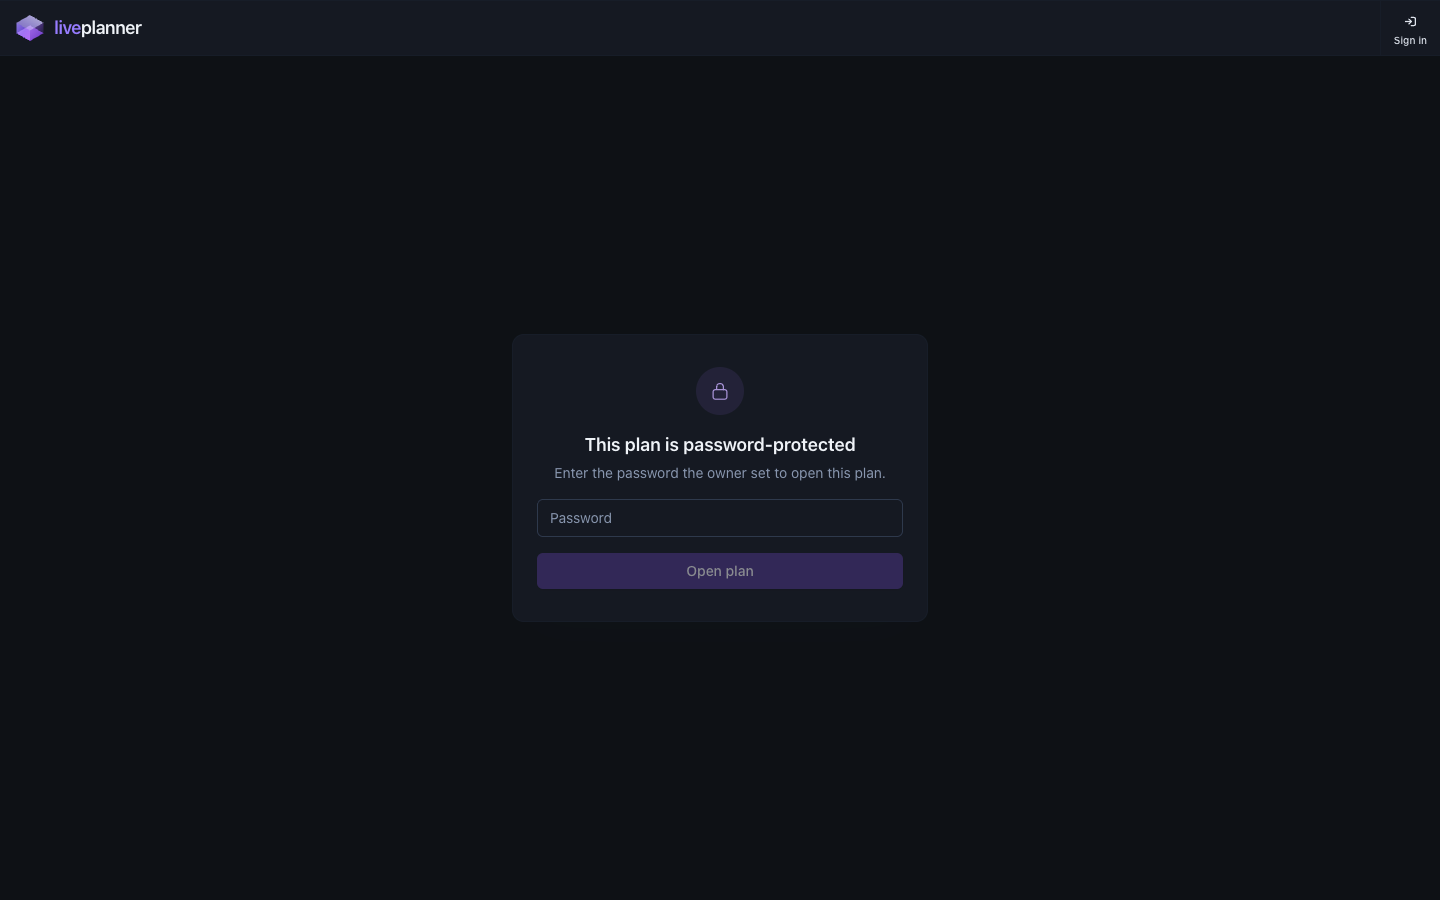 liveplanner
Sign in
This plan is password-protected
Enter the password the owner set to open this plan.
Password
Open plan